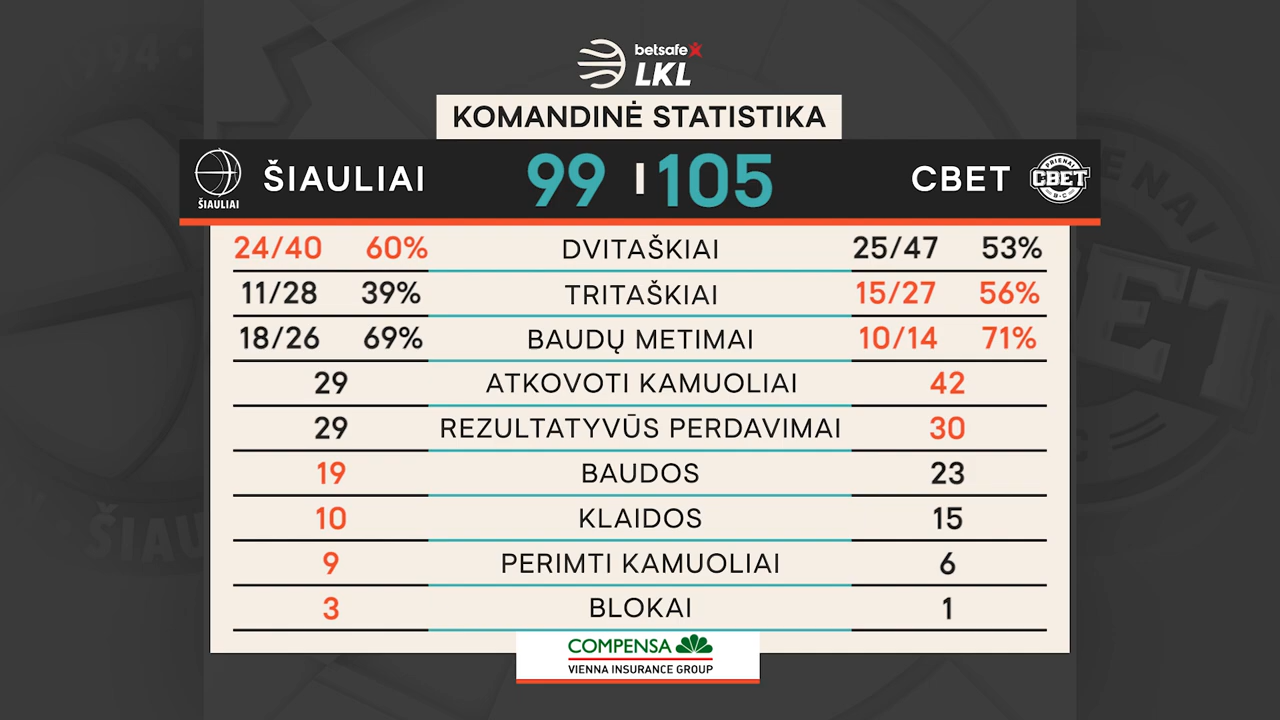 betsafe
LKL
KOMANDINĖ STATISTIKA
ŠIAULIAI ŠIAULIAI 99 105 CBET PRIENAI CBET
24/40 60% DVITAŠKIAI 25/47 53%
11/28 39% TRITAŠKIAI 15/27 56%
18/26 69% BAUDŲ METIMAI 10/14 71%
29 ATKOVOTI KAMUOLIAI 42
29 REZULTATYVŪS PERDAVIMAI 30
19 BAUDOS 23
10 KLAIDOS 15
9 PERIMTI KAMUOLIAI 6
3 BLOKAI 1
COMPENSA
VIENNA INSURANCE GROUP